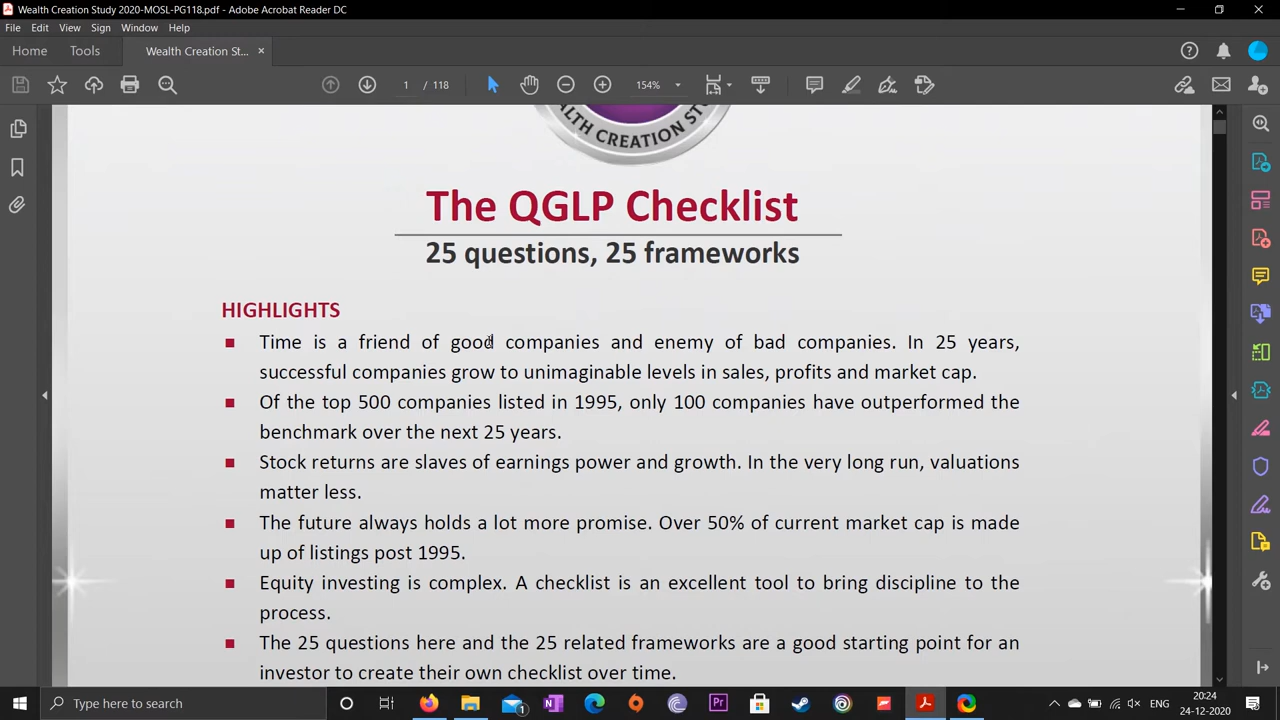 Wealth Creation Study 2020-MOSL-PG118.pdf - Adobe Acrobat Reader DC
File Edit View Sign Window Help
Home Tools Wealth Creation St... ×
1 / 118 154%
WEALTH CREATION STU
The QGLP Checklist
25 questions, 25 frameworks
HIGHLIGHTS
Time is a friend of good companies and enemy of bad companies. In 25 years,
successful companies grow to unimaginable levels in sales, profits and market cap.
Of the top 500 companies listed in 1995, only 100 companies have outperformed the
benchmark over the next 25 years.
Stock returns are slaves of earnings power and growth. In the very long run, valuations
matter less.
The future always holds a lot more promise. Over 50% of current market cap is made
up of listings post 1995.
Equity investing is complex. A checklist is an excellent tool to bring discipline to the
process.
The 25 questions here and the 25 related frameworks are a good starting point for an
investor to create their own checklist over time.
Type here to search
1
Pr
ENG
20:24
24-12-2020